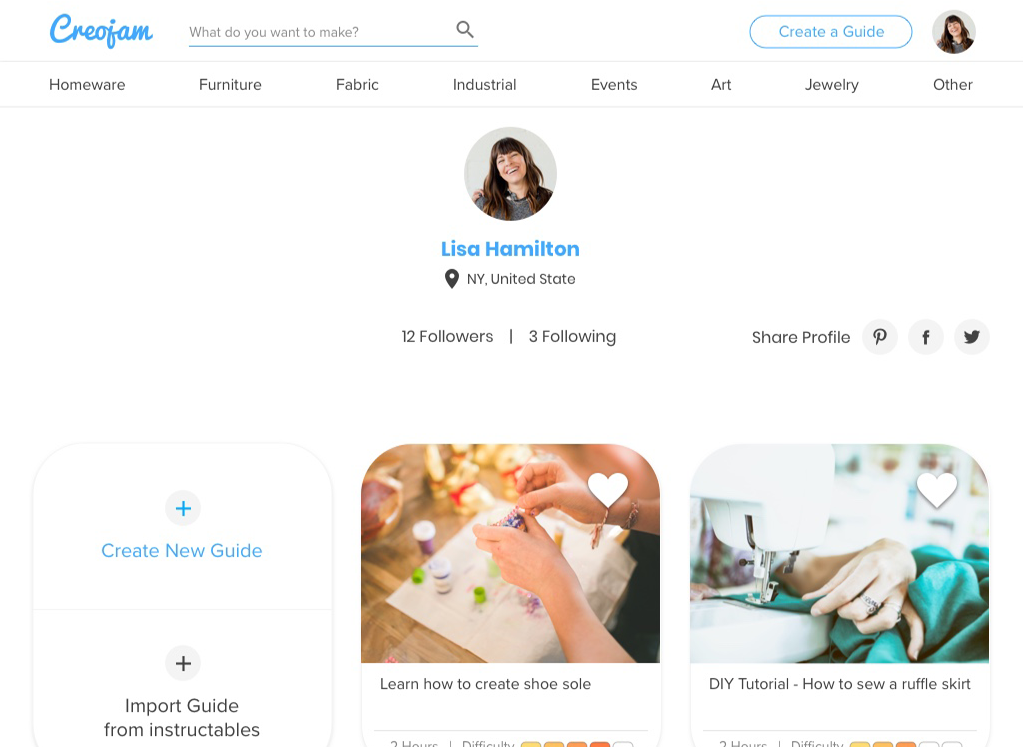 Creojam
What do you want to make?
Create a Guide
Homeware
Furniture
Fabric
Industrial
Events
Art
Jewelry
Other
Lisa Hamilton
NY, United State
12 Followers | 3 Following
Share Profile
Create New Guide
Import Guide
from instructables
Learn how to create shoe sole
2 Hours | Difficulty
DIY Tutorial - How to sew a ruffle skirt
2 Hours | Difficulty